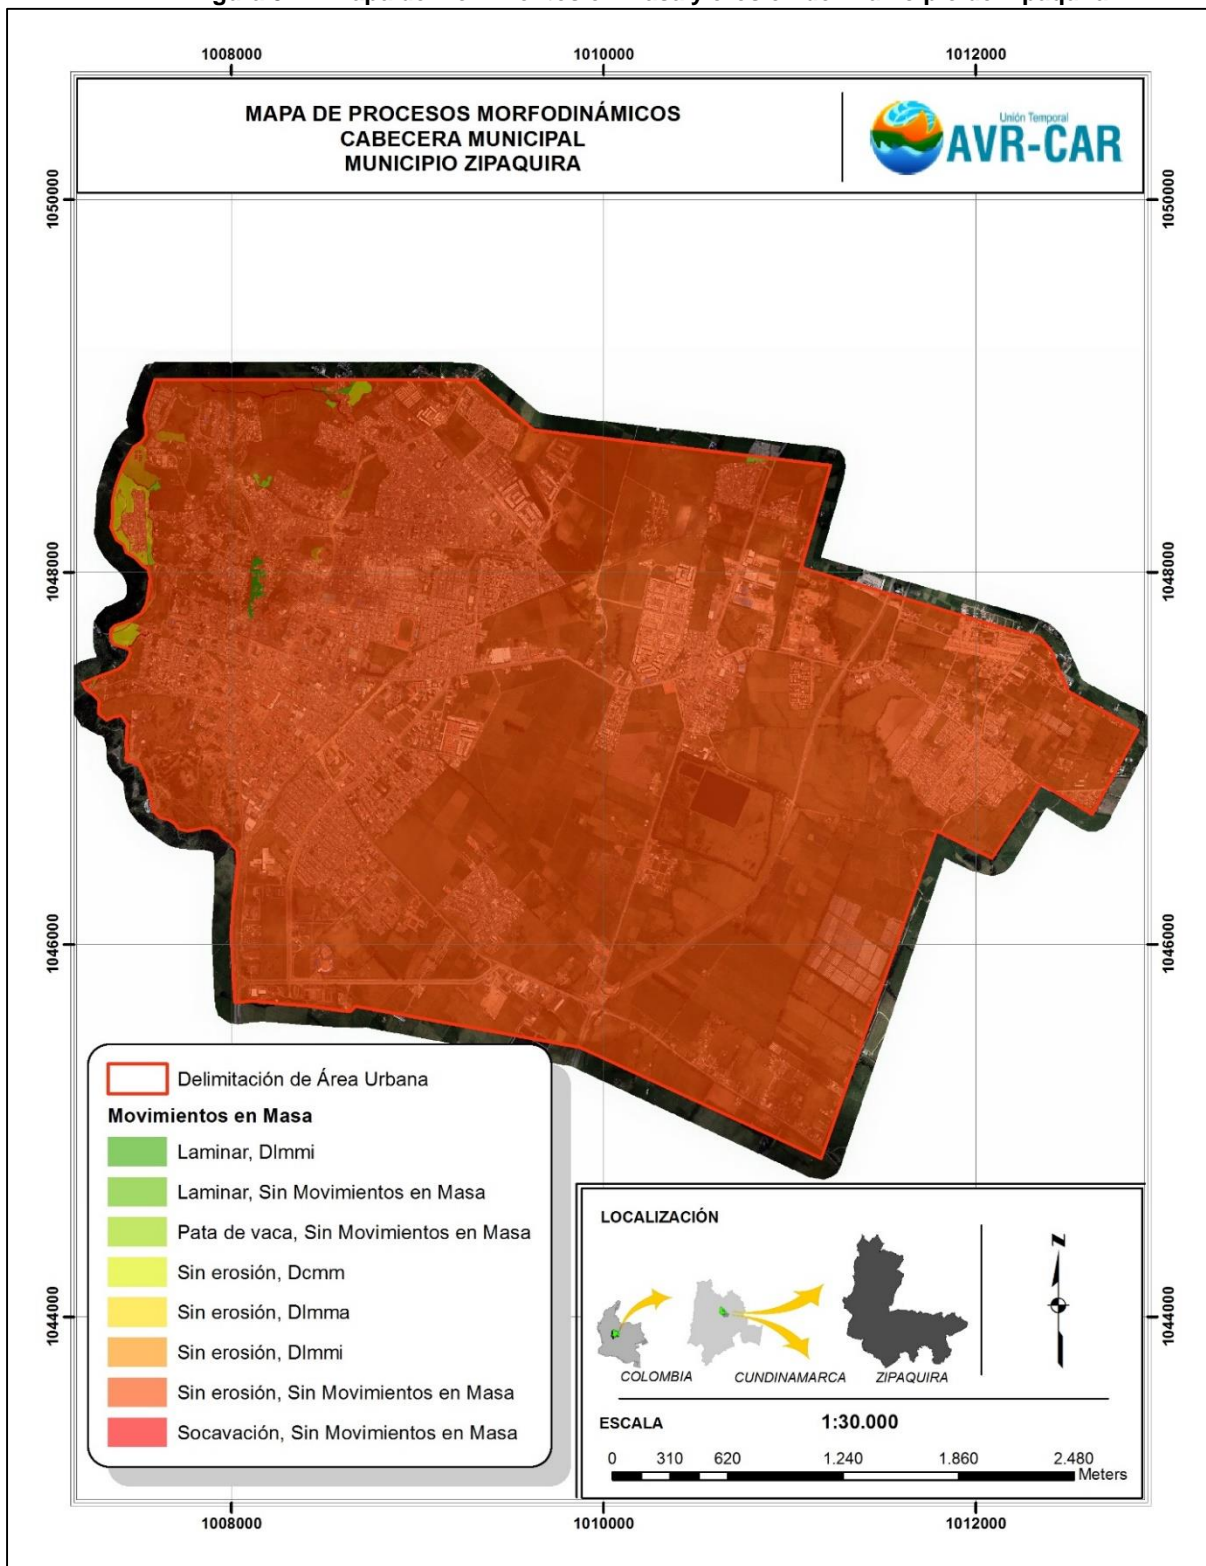 1008000 1010000 1012000
MAPA DE PROCESOS MORFODINÁMICOS
CABECERA MUNICIPAL
MUNICIPIO ZIPAQUIRA
Unión Temporal
AVR-CAR
1050000 1050000
1048000 1048000
1046000 1046000
Delimitación de Área Urbana
Movimientos en Masa
Laminar, Dlmmi
Laminar, Sin Movimientos en Masa
Pata de vaca, Sin Movimientos en Masa
Sin erosión, Dcmm
Sin erosión, Dlmma
Sin erosión, Dlmmi
Sin erosión, Sin Movimientos en Masa
Socavación, Sin Movimientos en Masa
LOCALIZACIÓN
N
COLOMBIA CUNDINAMARCA ZIPAQUIRA
ESCALA 1:30.000
0 310 620 1.240 1.860 2.480
Meters
1044000 1044000
1008000 1010000 1012000